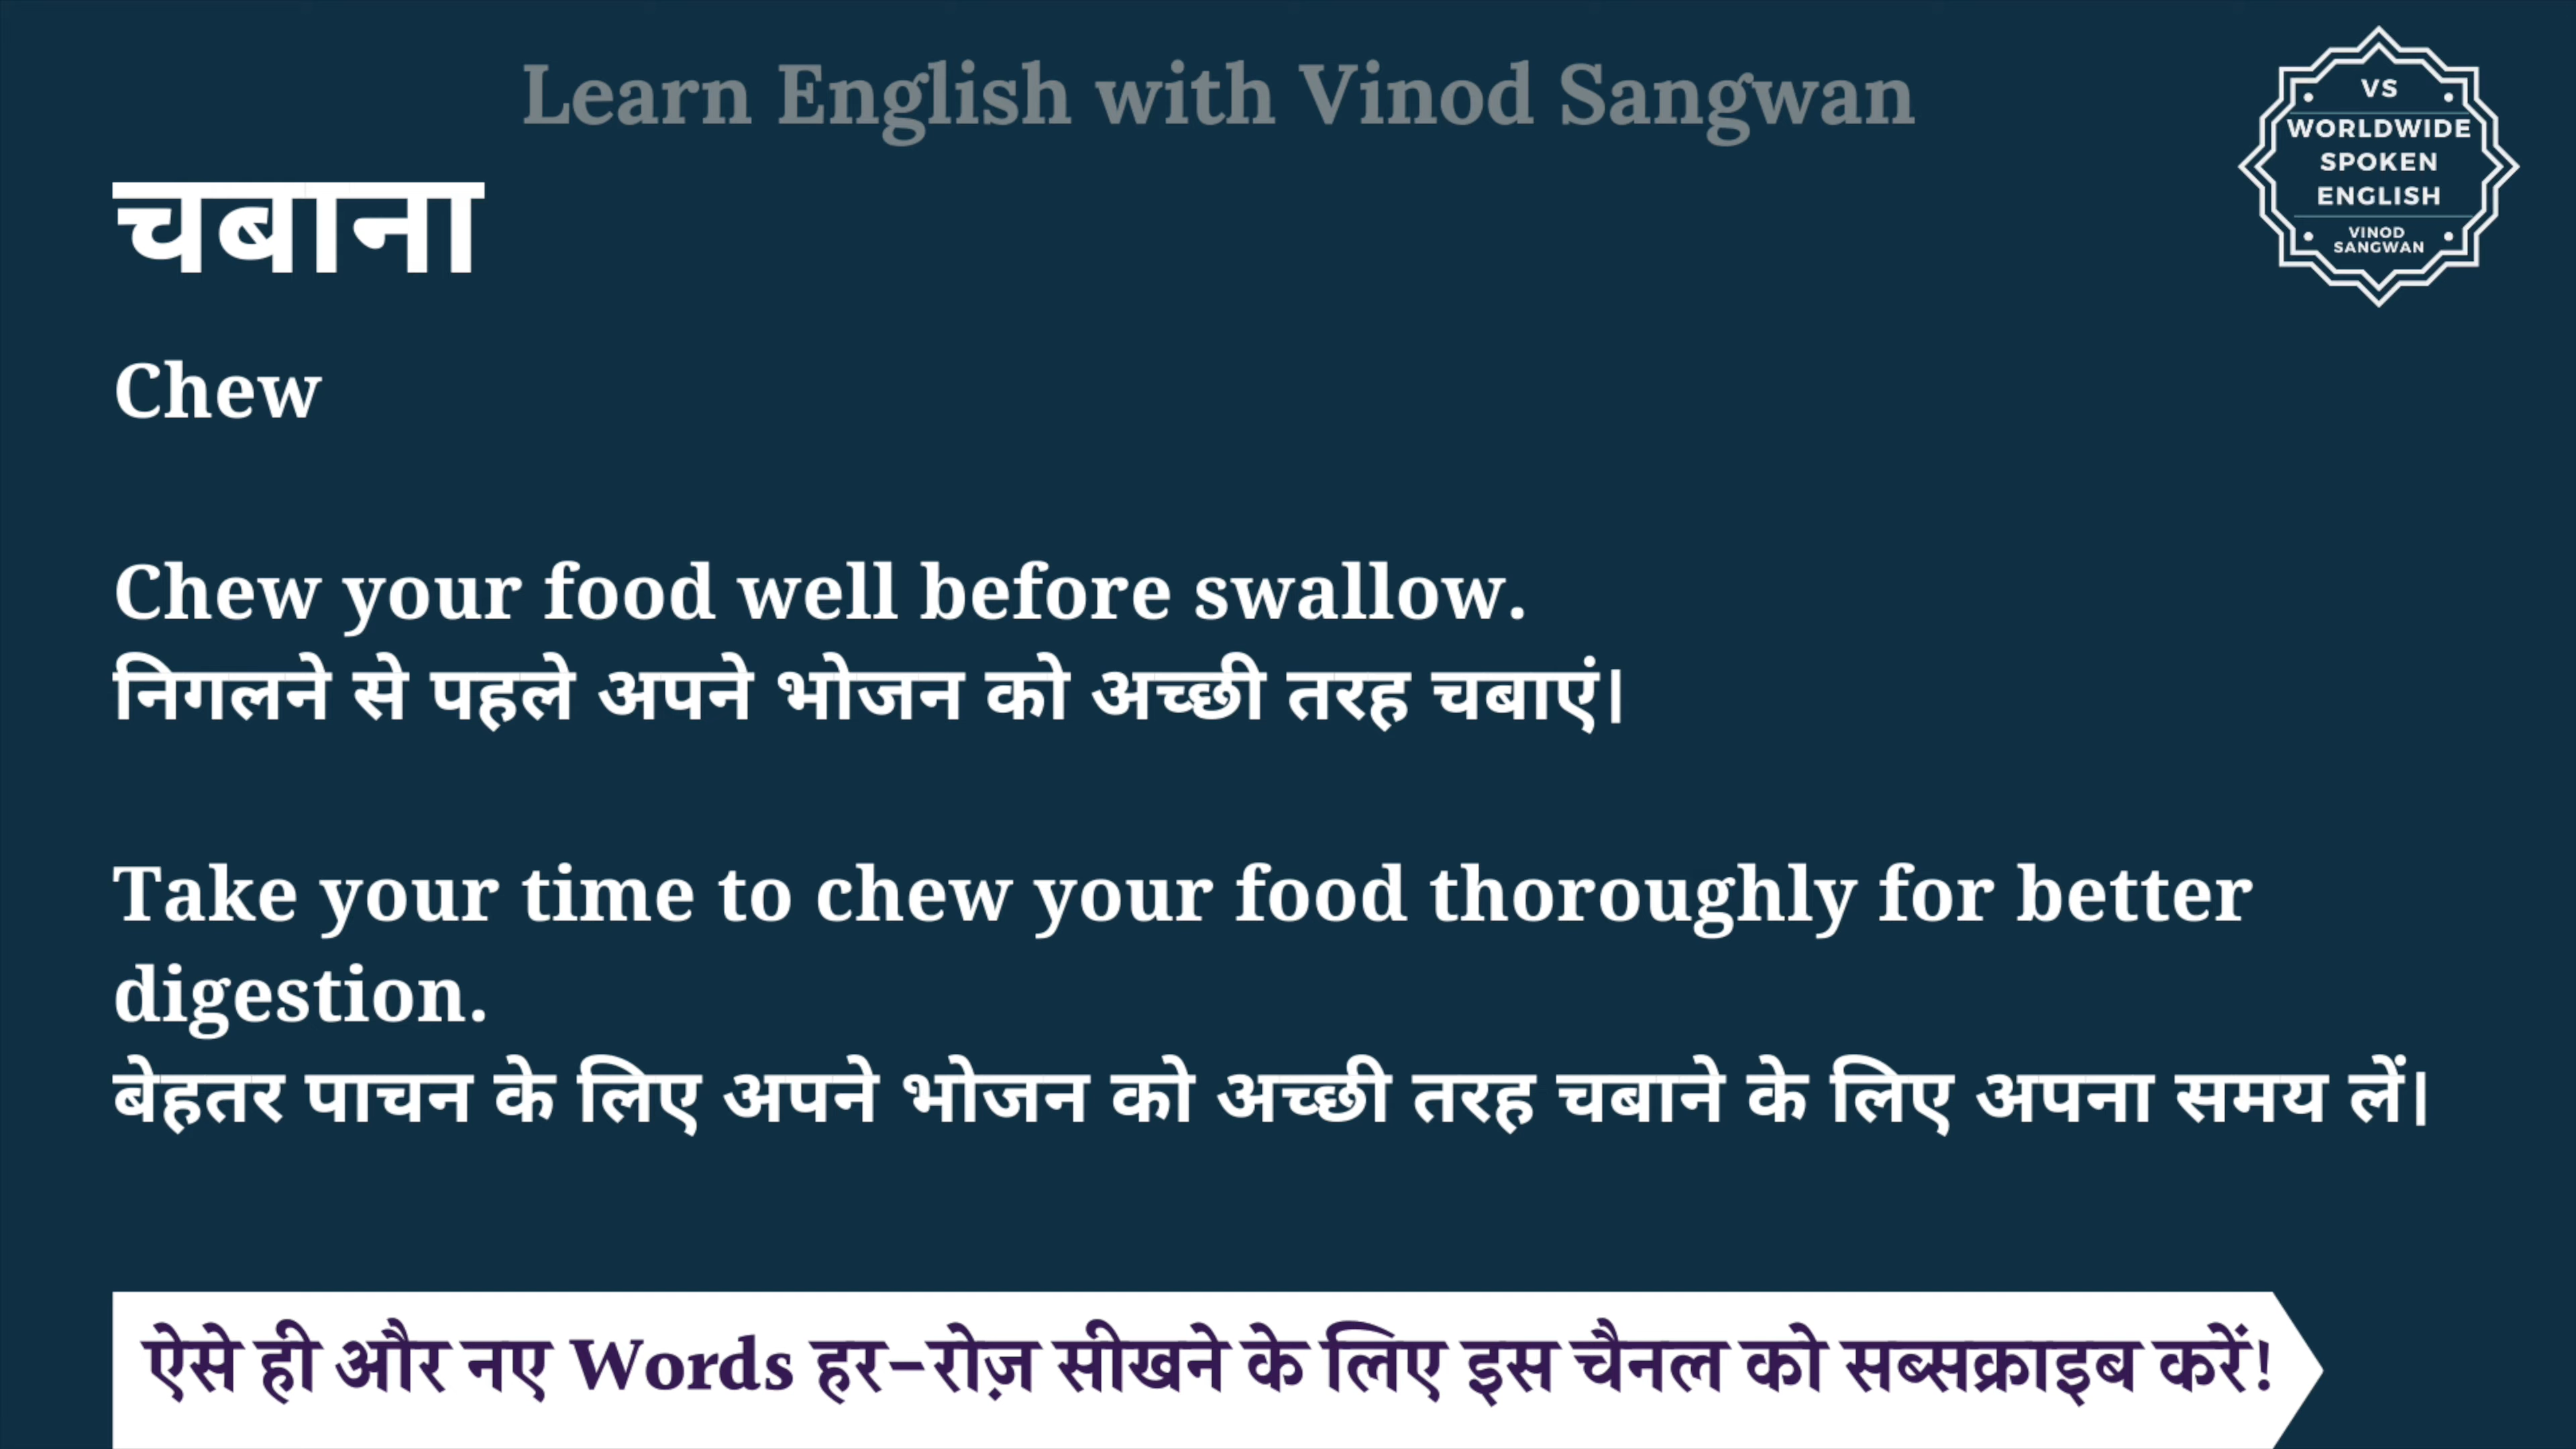 Learn English with Vinod Sangwan
VS
WORLDWIDE
SPOKEN
ENGLISH
VINOD
SANGWAN
चबाना
Chew
Chew your food well before swallow.
निगलने से पहले अपने भोजन को अच्छी तरह चबाएं।
Take your time to chew your food thoroughly for better
digestion.
बेहतर पाचन के लिए अपने भोजन को अच्छी तरह चबाने के लिए अपना समय लें।
ऐसे ही और नए Words हर-रोज़ सीखने के लिए इस चैनल को सब्सक्राइब करें!